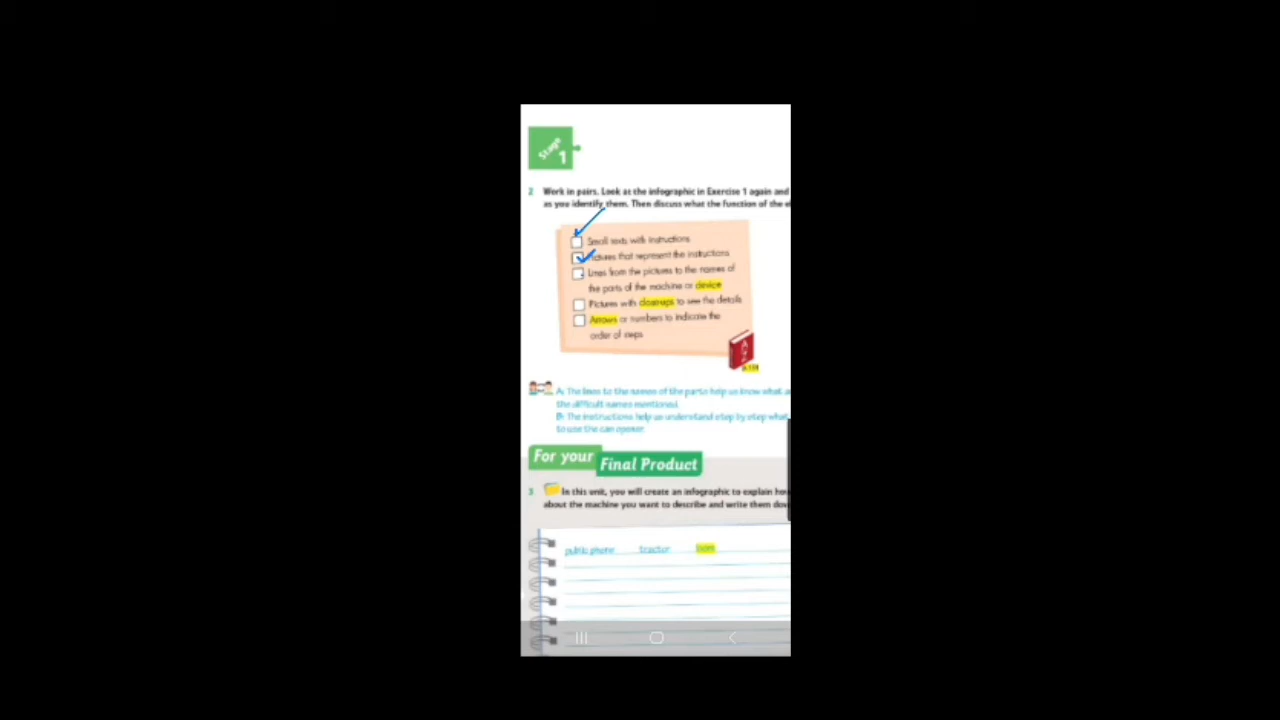 Stage
1
2 Work in pairs. Look at the infographic in Exercise 1 again and
as you identify them. Then discuss what the function of the
Small texts with instructions
Pictures that represent the instructions
Lines from the pictures to the names of
the parts of the machine or device
Pictures with close-ups to see the details
Arrows or numbers to indicate the
order of steps
A: The lines to the names of the parts help us know what
the difficult names mentioned.
B: The instructions help us understand step by step what
to use the can opener.
For your
Final Product
3 In this unit, you will create an infographic to explain how
about the machine you want to describe and write them
public phone tractor loom